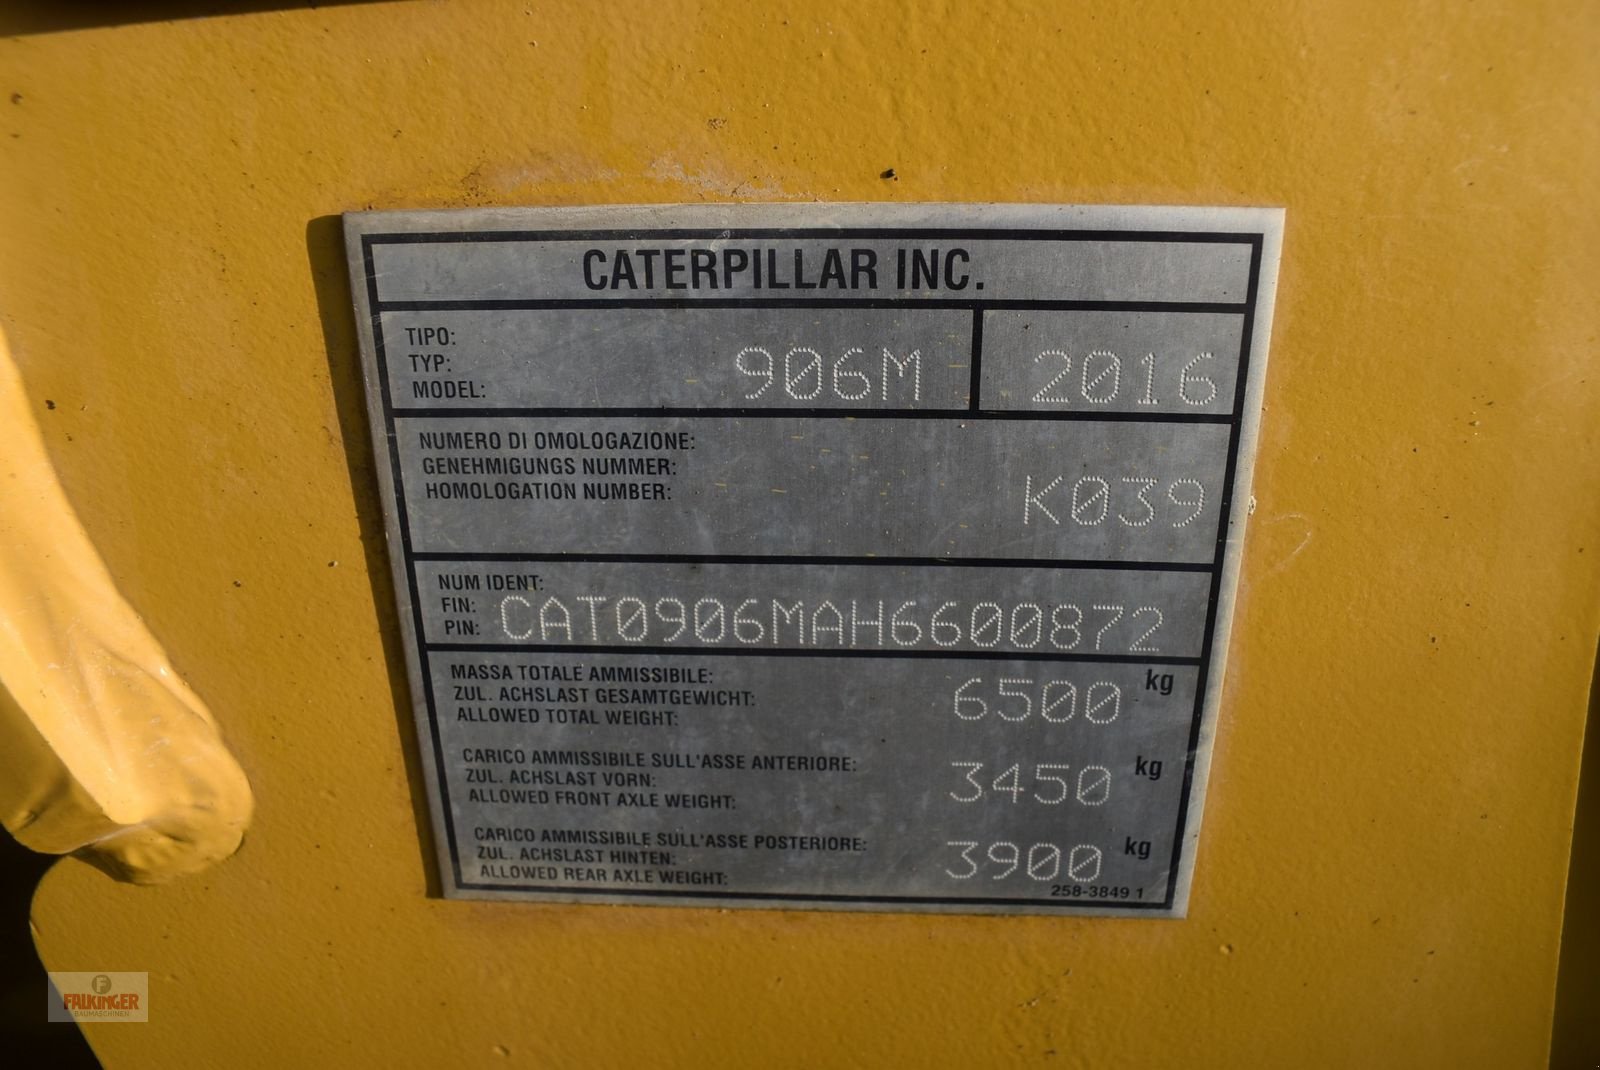 CATERPILLAR INC.
TIPO:
TYP:
MODEL: 906M 2016
NUMERO DI OMOLOGAZIONE:
GENEHMIGUNGS NUMMER:
HOMOLOGATION NUMBER: K039
NUM IDENT:
FIN:
PIN: CAT0906MAH6600872
MASSA TOTALE AMMISSIBILE:
ZUL. ACHSLAST GESAMTGEWICHT: 6500 kg
ALLOWED TOTAL WEIGHT:
CARICO AMMISSIBILE SULL'ASSE ANTERIORE:
ZUL. ACHSLAST VORN: 3450 kg
ALLOWED FRONT AXLE WEIGHT:
CARICO AMMISSIBILE SULL'ASSE POSTERIORE:
ZUL. ACHSLAST HINTEN: 3900 kg
ALLOWED REAR AXLE WEIGHT:
258-3849 1
F
FALKINGER
BAUMASCHINEN